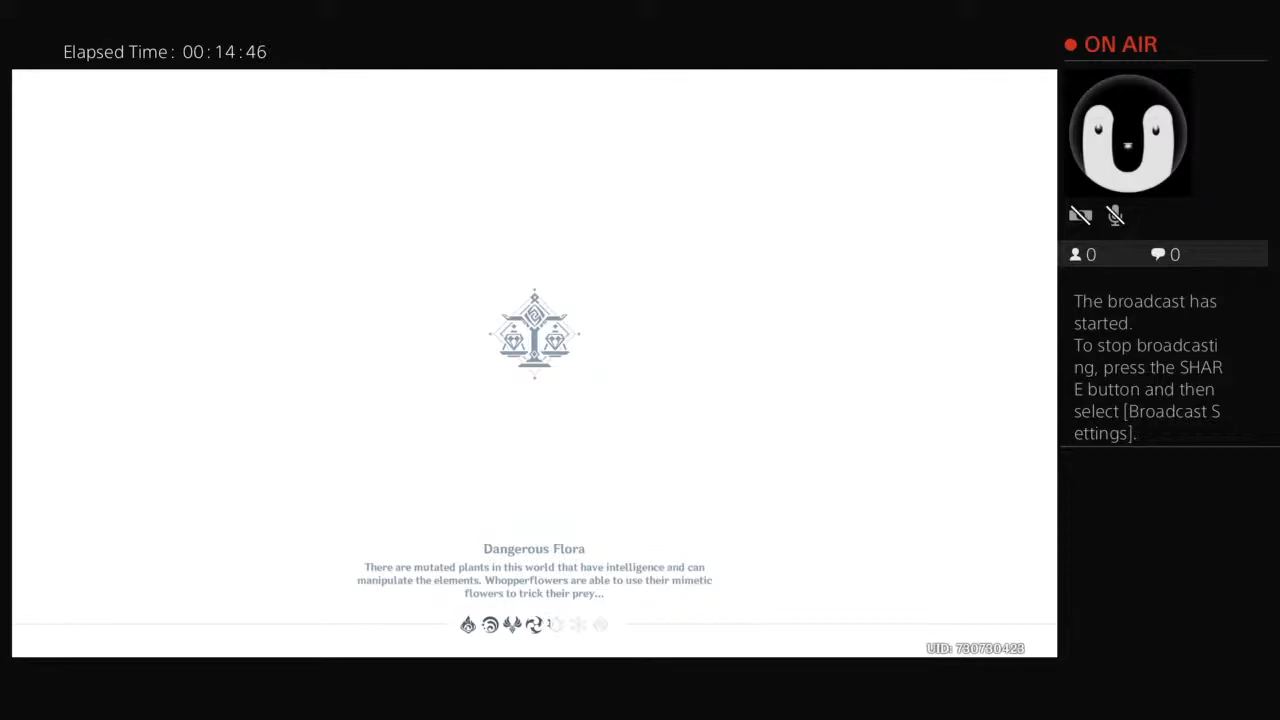 Elapsed Time: 00:14:46
ON AIR
0 0
The broadcast has
started.
To stop broadcasti
ng, press the SHAR
E button and then
select [Broadcast S
ettings].
Dangerous Flora
There are mutated plants in this world that have intelligence and can
manipulate the elements. Whopperflowers are able to use their mimetic
flowers to trick their prey...
UID: 730730423